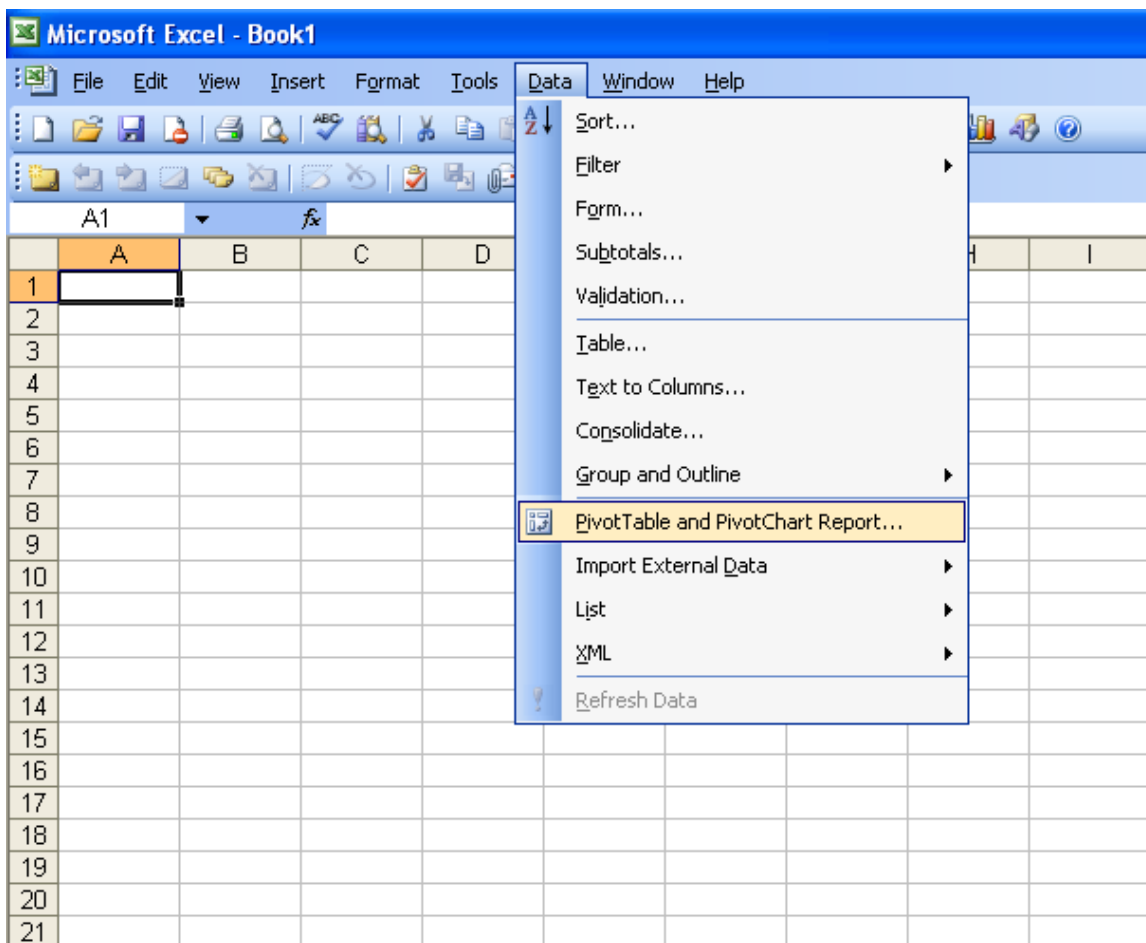 Microsoft Excel - Book1
File Edit View Insert Format Tools Data Window Help
ABC
A1 fx
A B C D H I
1
2
3
4
5
6
7
8
9
10
11
12
13
14
15
16
17
18
19
20
21
A
Z
Sort...
Filter
Form...
Subtotals...
Validation...
Table...
Text to Columns...
Consolidate...
Group and Outline
PivotTable and PivotChart Report...
Import External Data
List
XML
Refresh Data